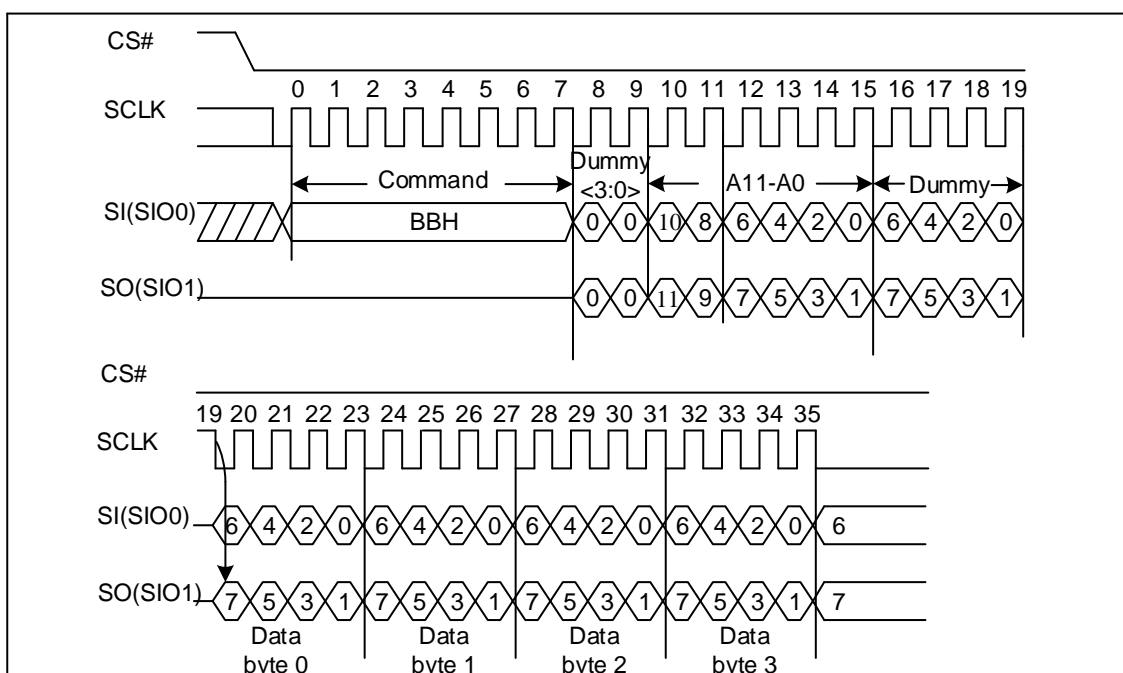 CS#
0 1 2 3 4 5 6 7 8 9 10 11 12 13 14 15 16 17 18 19
SCLK
Dummy
Command <3:0> A11-A0 Dummy
SI(SIO0) BBH 0 0 10 8 6 4 2 0 6 4 2 0
SO(SIO1) 0 0 11 9 7 5 3 1 7 5 3 1
CS#
19 20 21 22 23 24 25 26 27 28 29 30 31 32 33 34 35
SCLK
SI(SIO0) 6 4 2 0 6 4 2 0 6 4 2 0 6 4 2 0 6
SO(SIO1) 7 5 3 1 7 5 3 1 7 5 3 1 7 5 3 1 7
Data Data Data Data
byte 0 byte 1 byte 2 byte 3